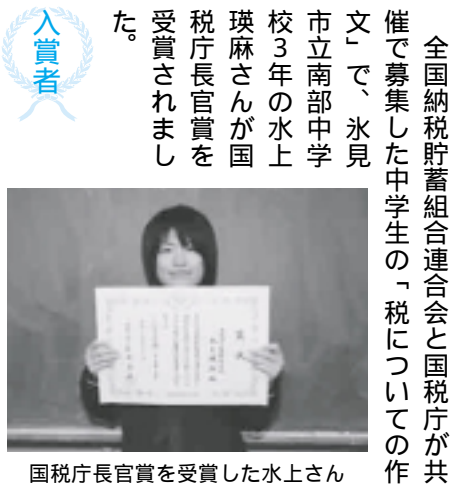 全国納税貯蓄組合連合会と国税庁が共
催で募集した中学生の「税についての作
文」で、氷見
市立南部中学
校3年の水上
瑛麻さんが国
税庁長官賞を
受賞されまし
た。
入賞者
国税庁長官賞を受賞した水上さん